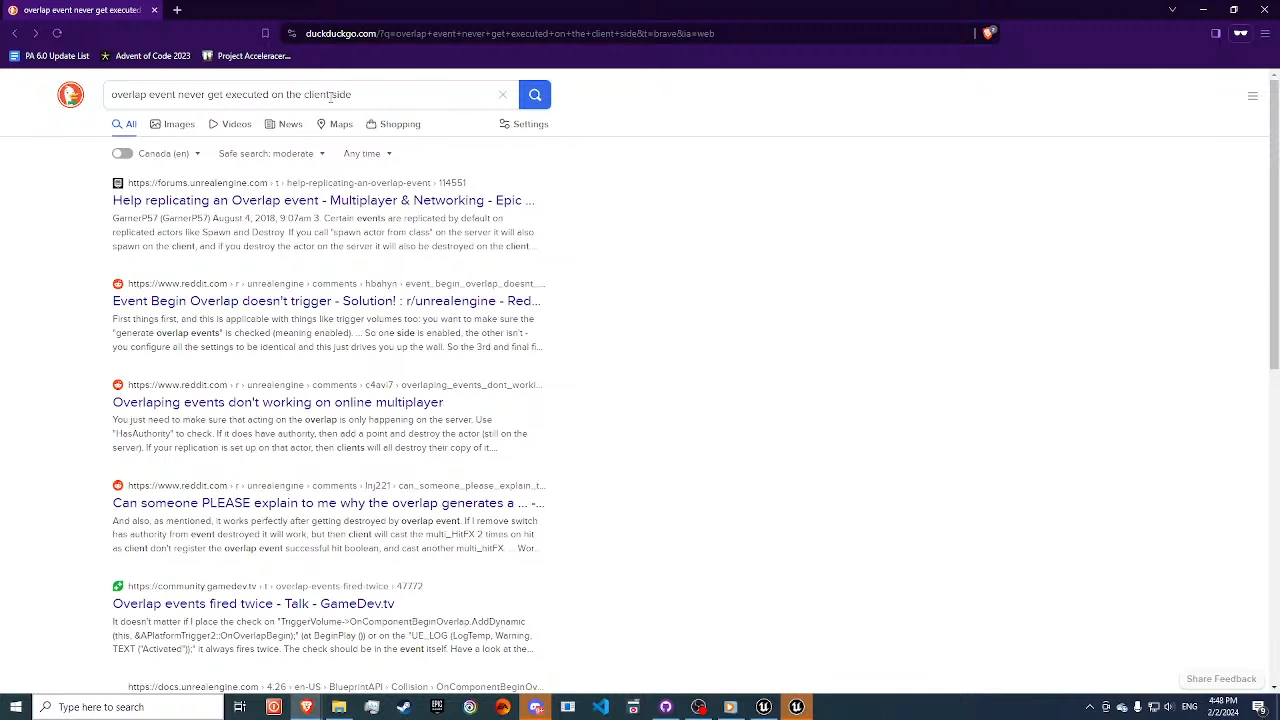 overlap event never get executed
duckduckgo.com/?q=overlap+event+never+get+executed+on+the+client+side&t=brave&ia=web
2
PA 6.0 Update List
Advent of Code 2023
Project Acceleracer...
overlap event never get executed on the client side
All
Images
Videos
News
Maps
Shopping
Settings
Canada (en)
Safe search: moderate
Any time
https://forums.unrealengine.com › t › help-replicating-an-overlap-event › 114551
Help replicating an Overlap event - Multiplayer & Networking - Epic ...
GarnerP57 (GarnerP57) August 4, 2018, 9:07am 3. Certain events are replicated by default on
replicated actors like Spawn and Destroy. If you call "spawn actor from class" on the server it will also
spawn on the client, and if you destroy the actor on the server it will also be destroyed on the client....
https://www.reddit.com › r › unrealengine › comments › hbahyn › event_begin_overlap_doesnt_...
Event Begin Overlap doesn't trigger - Solution! : r/unrealengine - Red...
First things first, and this is applicable with things like trigger volumes too: you want to make sure the
"generate overlap events" is checked (meaning enabled). ... So one side is enabled, the other isn't -
you configure all the settings to be identical and this just drives you up the wall. So the 3rd and final fi...
https://www.reddit.com › r › unrealengine › comments › c4avi7 › overlaping_events_dont_worki...
Overlaping events don't working on online multiplayer
You just need to make sure that acting on the overlap is only happening on the server. Use
"HasAuthority" to check. If it does have authority, then add a point and destroy the actor (still on the
server). If your replication is set up on that actor, then clients will all destroy their copy of it....
https://www.reddit.com › r › unrealengine › comments › lnj221 › can_someone_please_explain_t...
Can someone PLEASE explain to me why the overlap generates a ... -...
And also, as mentioned, it works perfectly after getting destroyed by overlap event. If I remove switch
has authority from event destroyed it will work, but then client will cast the multi_HitFX 2 times on hit
as client don't register the overlap event successful hit boolean, and cast another multi_hitFX. ... Wor...
https://community.gamedev.tv › t › overlap-events-fired-twice › 47772
Overlap events fired twice - Talk - GameDev.tv
It doesn't matter if I place the check on "TriggerVolume->OnComponentBeginOverlap.AddDynamic
(this, &APlatformTrigger2::OnOverlapBegin);" (at BeginPlay ()) or on the "UE_LOG (LogTemp, Warning,
TEXT ("Activated"));" it always fires twice. The check should be in the event itself. Have a look at the...
https://docs.unrealengine.com › 4.26 › en-US › BlueprintAPI › Collision › OnComponentBeginOv...
Share Feedback
Type here to search
ENG
4:48 PM
2/2/2024